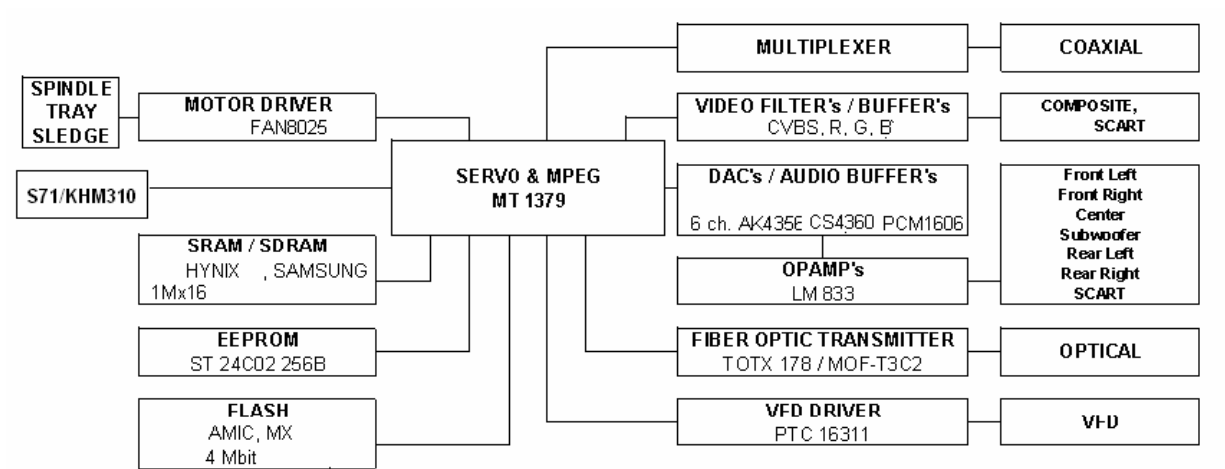 MULTIPLEXER
COAXIAL
SPINDLE
TRAY
SLEDGE
MOTOR DRIVER
FAN8025
VIDEO FILTER's / BUFFER's
CVBS, R, G, B
COMPOSITE,
SCART
S71/KHM310
SERVO & MPEG
MT 1379
DAC's / AUDIO BUFFER's
6 ch. AK4356 CS4360 PCM1606
Front Left
Front Right
Center
Subwoofer
Rear Left
Rear Right
SCART
SRAM / SDRAM
HYNIX , SAMSUNG
1Mx16
OPAMP's
LM 833
EEPROM
ST 24C02 256B
FIBER OPTIC TRANSMITTER
TOTX 178 / MOF-T3C2
OPTICAL
FLASH
AMIC, MX
4 Mbit
VFD DRIVER
PTC 16311
VFD